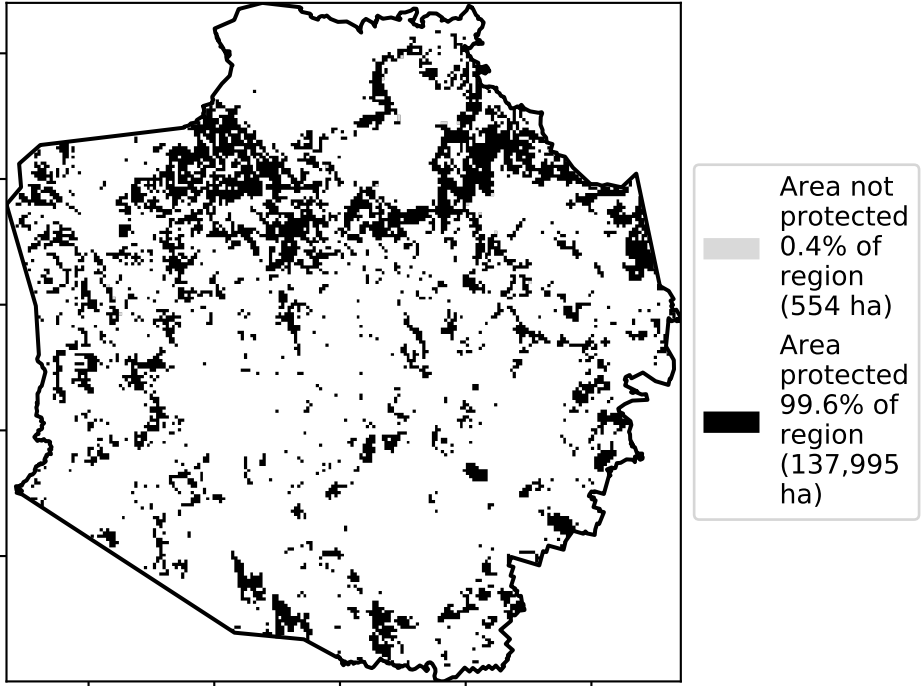 Area not
protected
0.4% of
region
(554 ha)
Area
protected
99.6% of
region
(137,995
ha)